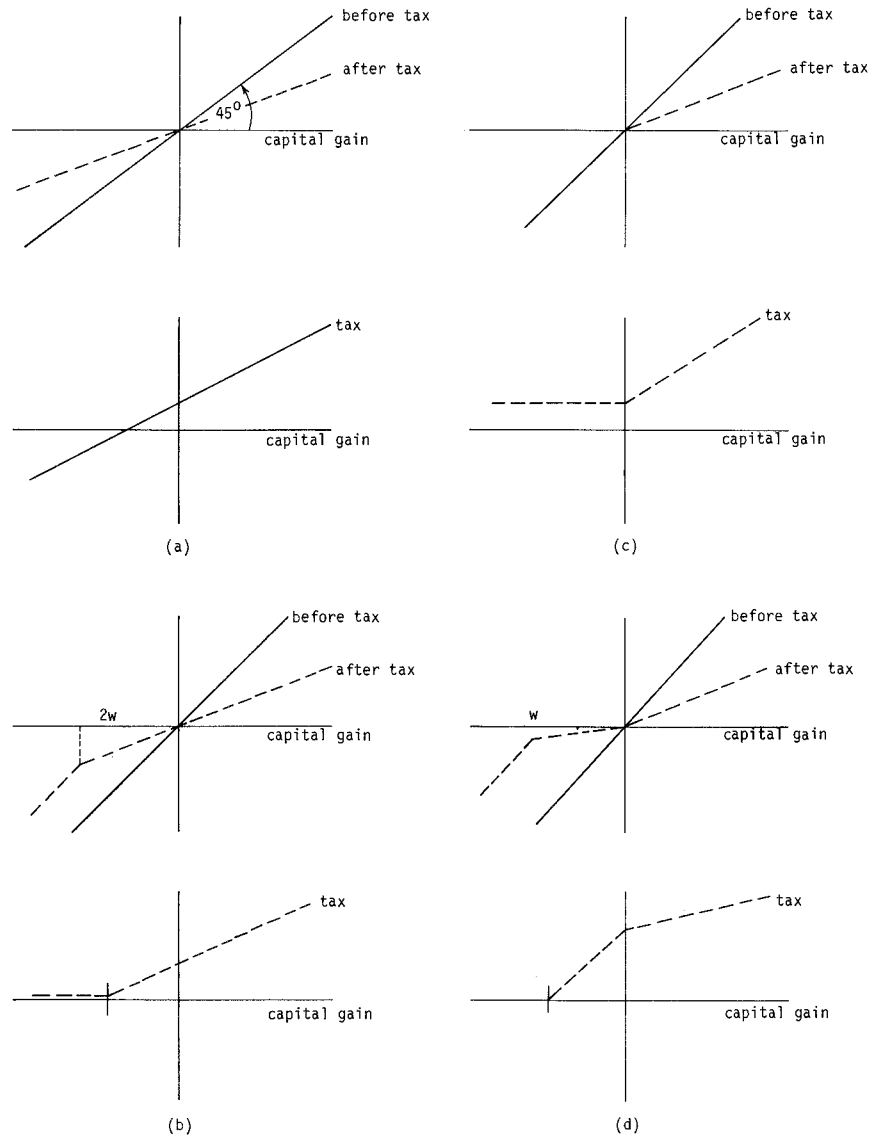 before tax
after tax
45°
capital gain
tax
capital gain
(a)
before tax
after tax
capital gain
tax
capital gain
(c)
before tax
after tax
2w
capital gain
tax
capital gain
(b)
before tax
after tax
w
capital gain
tax
capital gain
(d)